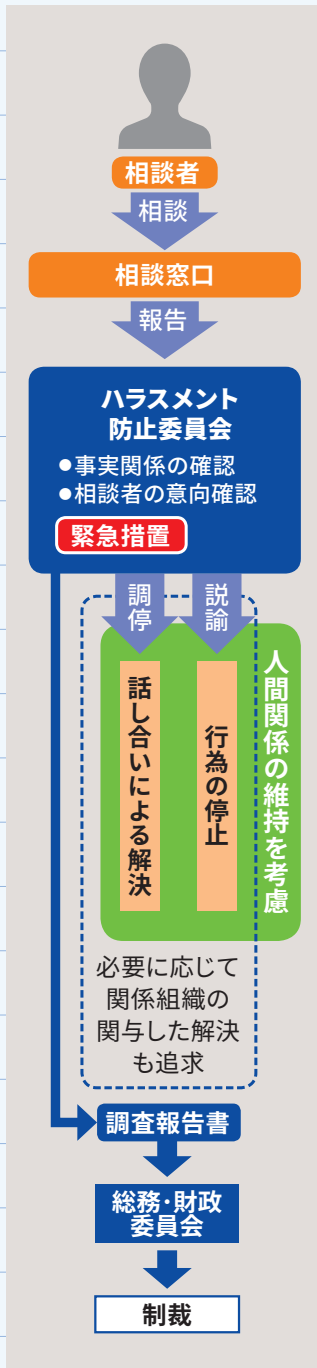 相談者
相談
相談窓口
報告
ハラスメント
防止委員会
●事実関係の確認
●相談者の意向確認
緊急措置
調停
説諭
話し合いによる解決
行為の停止
人間関係の維持を考慮
必要に応じて
関係組織の
関与した解決
も追求
調査報告書
総務・財政
委員会
制裁